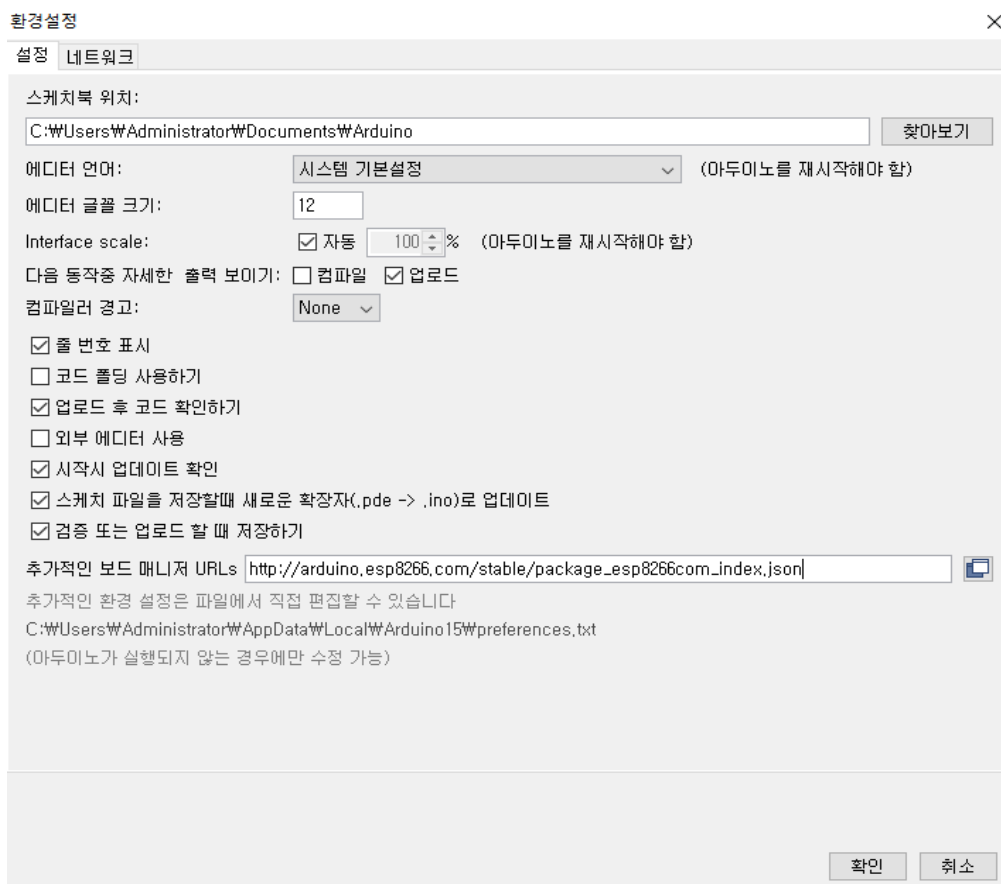 환경설정
설정 네트워크
스케치북 위치:
C:₩Users₩Administrator₩Documents₩Arduino 찾아보기
에디터 언어: 시스템 기본설정 (아두이노를 재시작해야 함)
에디터 글꼴 크기: 12
Interface scale: 자동 100 % (아두이노를 재시작해야 함)
다음 동작중 자세한 출력 보이기: 컴파일 업로드
컴파일러 경고: None
줄 번호 표시
코드 폴딩 사용하기
업로드 후 코드 확인하기
외부 에디터 사용
시작시 업데이트 확인
스케치 파일을 저장할때 새로운 확장자(.pde -> .ino)로 업데이트
검증 또는 업로드 할 때 저장하기
추가적인 보드 매니저 URLs http://arduino.esp8266.com/stable/package_esp8266com_index.json
추가적인 환경 설정은 파일에서 직접 편집할 수 있습니다
C:₩Users₩Administrator₩AppData₩Local₩Arduino15₩preferences.txt
(아두이노가 실행되지 않는 경우에만 수정 가능)
확인 취소